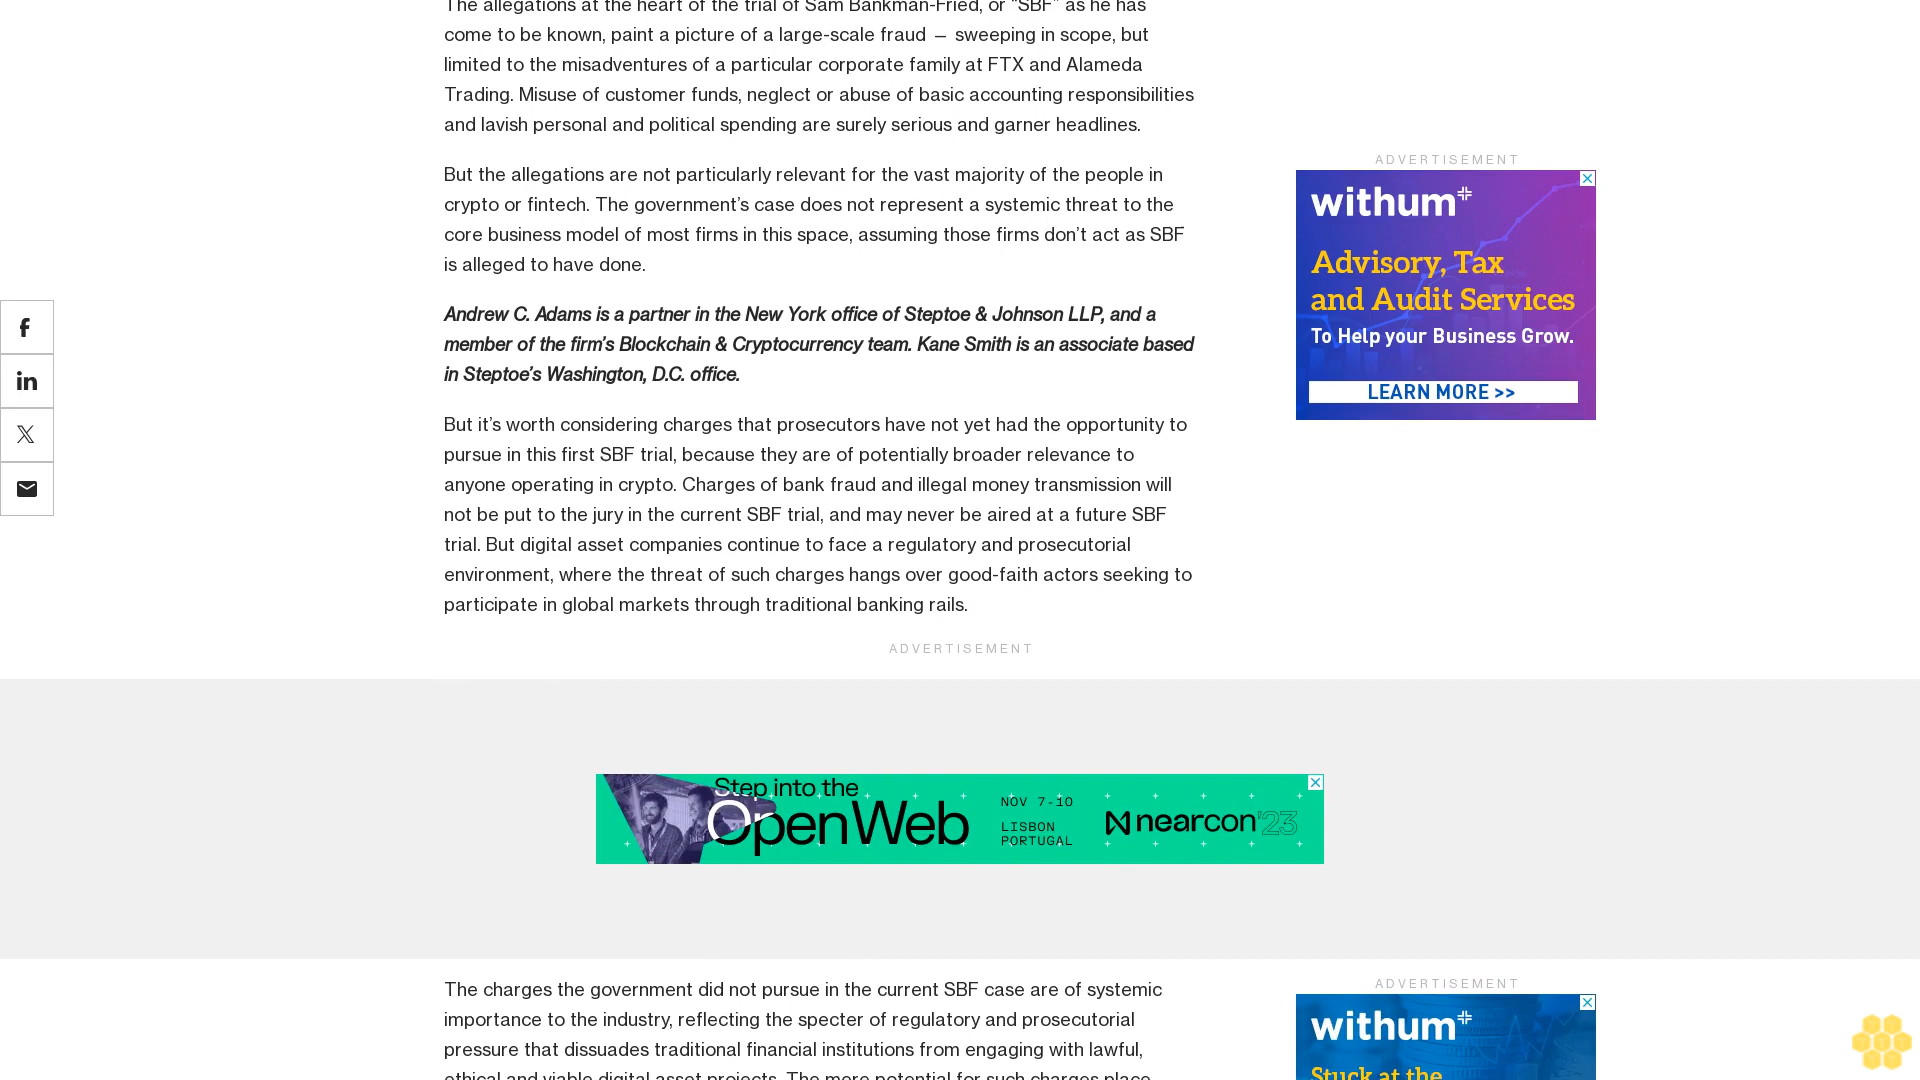 The allegations at the heart of the trial of Sam Bankman-Fried, or “SBF” as he has
come to be known, paint a picture of a large-scale fraud — sweeping in scope, but
limited to the misadventures of a particular corporate family at FTX and Alameda
Trading. Misuse of customer funds, neglect or abuse of basic accounting responsibilities
and lavish personal and political spending are surely serious and garner headlines.
But the allegations are not particularly relevant for the vast majority of the people in
crypto or fintech. The government’s case does not represent a systemic threat to the
core business model of most firms in this space, assuming those firms don’t act as SBF
is alleged to have done.
Andrew C. Adams is a partner in the New York office of Steptoe & Johnson LLP, and a
member of the firm’s Blockchain & Cryptocurrency team. Kane Smith is an associate based
in Steptoe’s Washington, D.C. office.
But it’s worth considering charges that prosecutors have not yet had the opportunity to
pursue in this first SBF trial, because they are of potentially broader relevance to
anyone operating in crypto. Charges of bank fraud and illegal money transmission will
not be put to the jury in the current SBF trial, and may never be aired at a future SBF
trial. But digital asset companies continue to face a regulatory and prosecutorial
environment, where the threat of such charges hangs over good-faith actors seeking to
participate in global markets through traditional banking rails.
ADVERTISEMENT
withum
Advisory, Tax
and Audit Services
To Help your Business Grow.
LEARN MORE >>
ADVERTISEMENT
Step into the
OpenWeb
NOV 7-10
LISBON
PORTUGAL
nearcon'23
The charges the government did not pursue in the current SBF case are of systemic
importance to the industry, reflecting the specter of regulatory and prosecutorial
pressure that dissuades traditional financial institutions from engaging with lawful,
ethical and viable digital asset projects. The mere potential for such charges place
ADVERTISEMENT
withum
Stuck at the